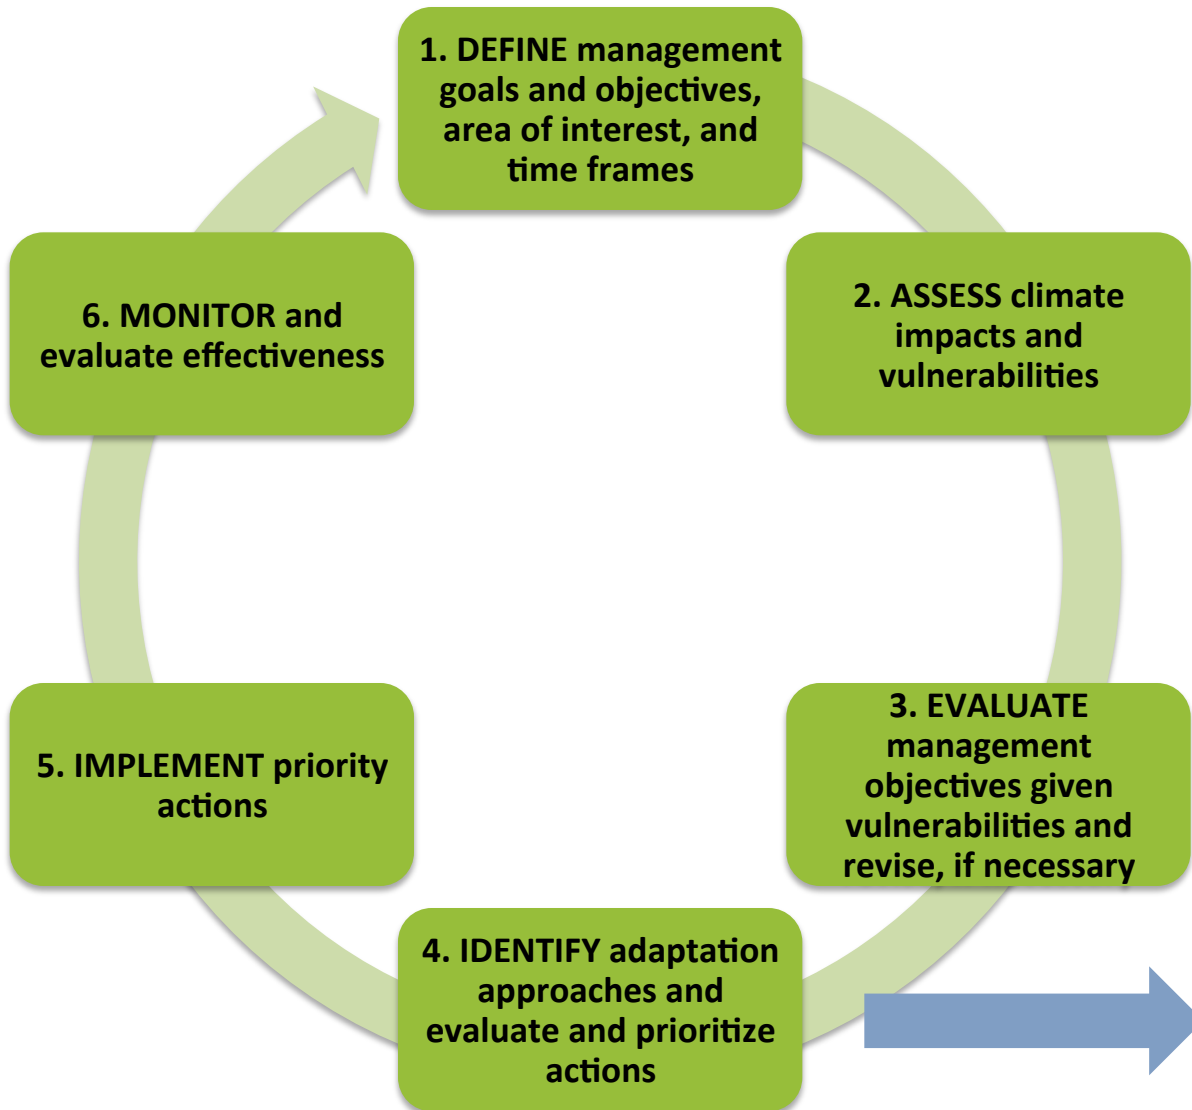 1. DEFINE management
goals and objectives,
area of interest, and
time frames
2. ASSESS climate
impacts and
vulnerabilities
3. EVALUATE
management
objectives given
vulnerabilities and
revise, if necessary
4. IDENTIFY adaptation
approaches and
evaluate and prioritize
actions
5. IMPLEMENT priority
actions
6. MONITOR and
evaluate effectiveness